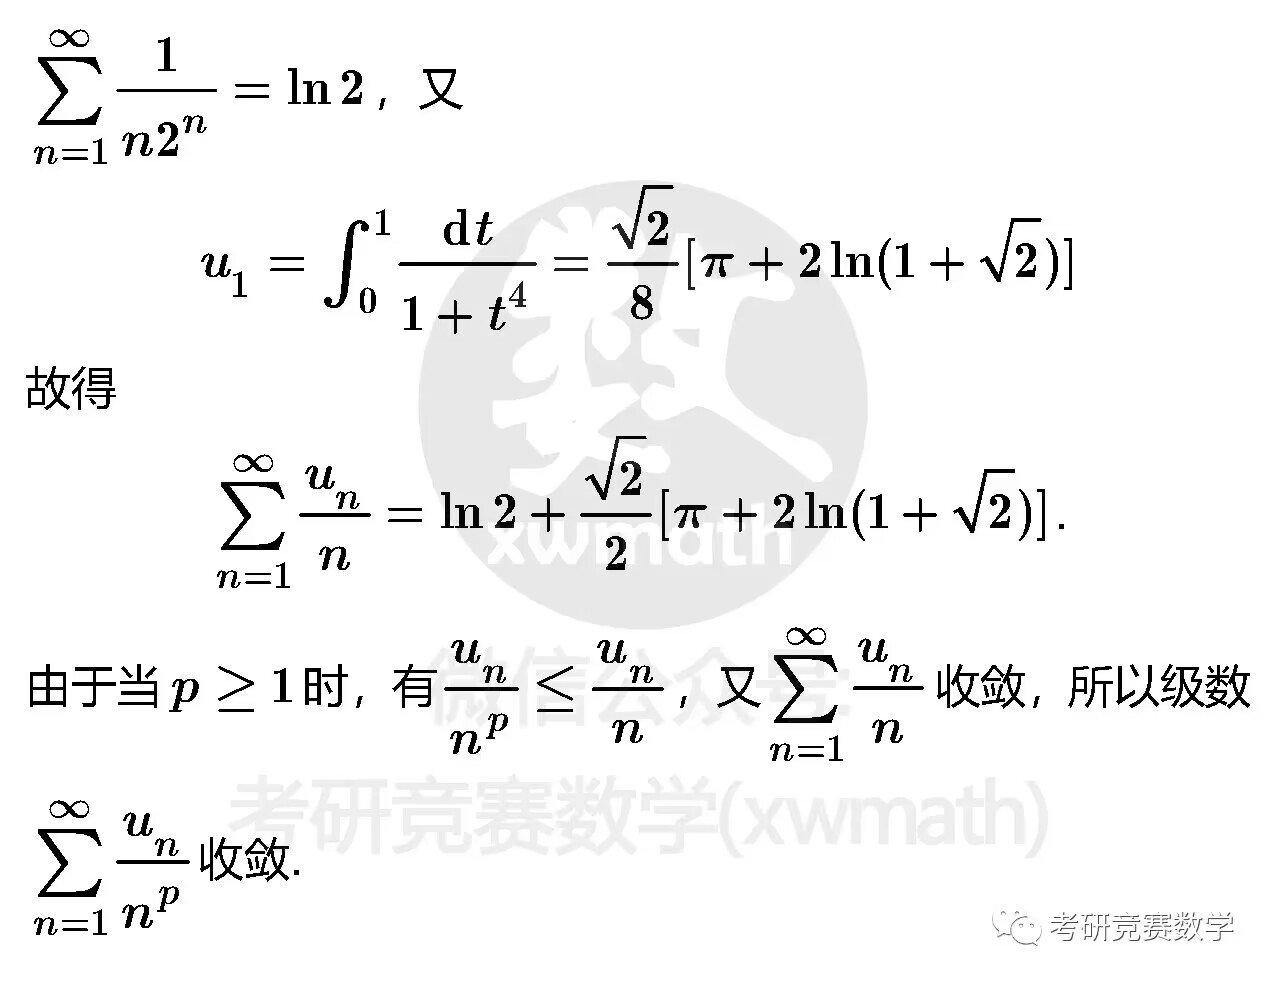 $\sum_{n=1}^{\infty} \frac{1}{n2^n} = \ln 2$，又
$u_1 = \int_0^1 \frac{\mathrm{d}t}{1+t^4} = \frac{\sqrt{2}}{8}[\pi + 2\ln(1+\sqrt{2})]$
故得
$\sum_{n=1}^{\infty} \frac{u_n}{n} = \ln 2 + \frac{\sqrt{2}}{2}[\pi + 2\ln(1+\sqrt{2})].$
由于当 $p \geq 1$ 时，有 $\frac{u_n}{n^p} \leq \frac{u_n}{n}$，又 $\sum_{n=1}^{\infty} \frac{u_n}{n}$ 收敛，所以级数
$\sum_{n=1}^{\infty} \frac{u_n}{n^p}$ 收敛.
数
xwmath
微信公众号:
考研竞赛数学(xwmath)
考研竞赛数学